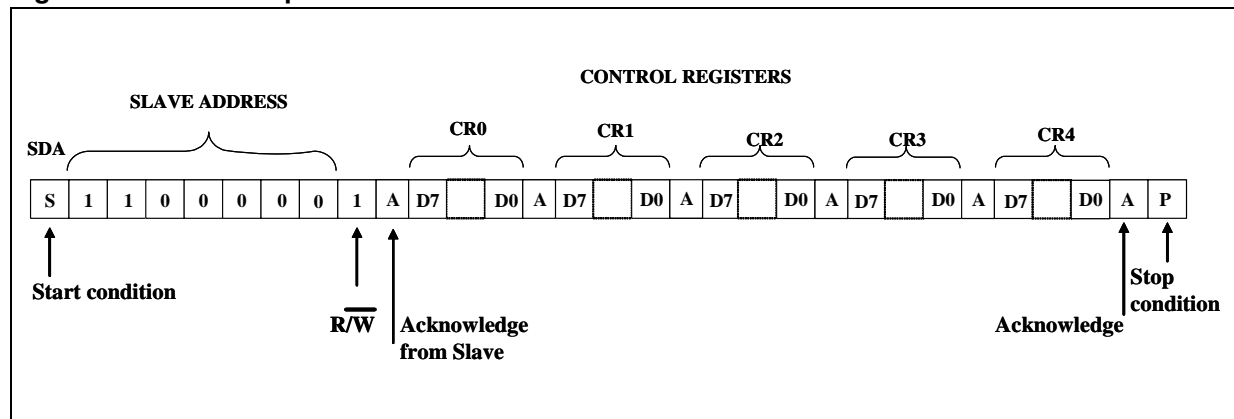 CONTROL REGISTERS
SLAVE ADDRESS
SDA
CR0 CR1 CR2 CR3 CR4
S 1 1 0 0 0 0 0 1 A D7 D0 A D7 D0 A D7 D0 A D7 D0 A D7 D0 A P
Start condition
R/W
Acknowledge
from Slave
Acknowledge
Stop
condition